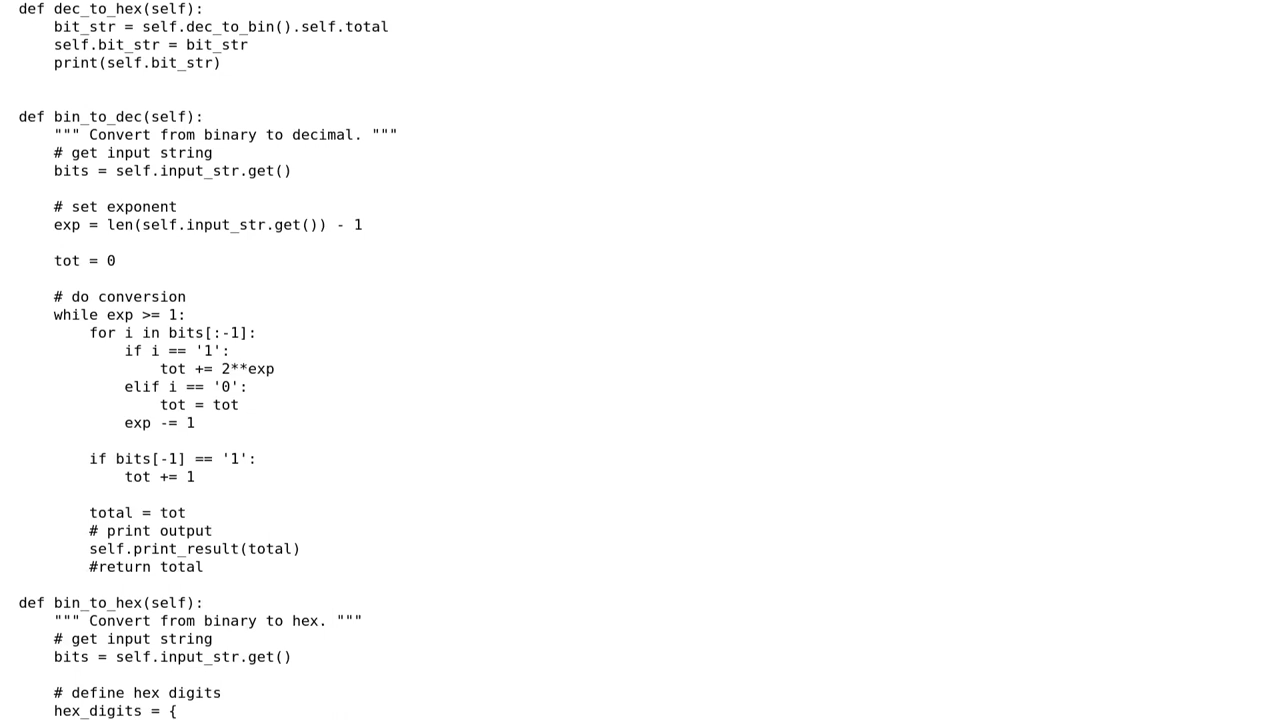 def dec_to_hex(self):
    bit_str = self.dec_to_bin().self.total
    self.bit_str = bit_str
    print(self.bit_str)


def bin_to_dec(self):
    """ Convert from binary to decimal. """
    # get input string
    bits = self.input_str.get()

    # set exponent
    exp = len(self.input_str.get()) - 1

    tot = 0

    # do conversion
    while exp >= 1:
        for i in bits[:-1]:
            if i == '1':
                tot += 2**exp
            elif i == '0':
                tot = tot
            exp -= 1

        if bits[-1] == '1':
            tot += 1

        total = tot
        # print output
        self.print_result(total)
        #return total

def bin_to_hex(self):
    """ Convert from binary to hex. """
    # get input string
    bits = self.input_str.get()

    # define hex digits
    hex_digits = {